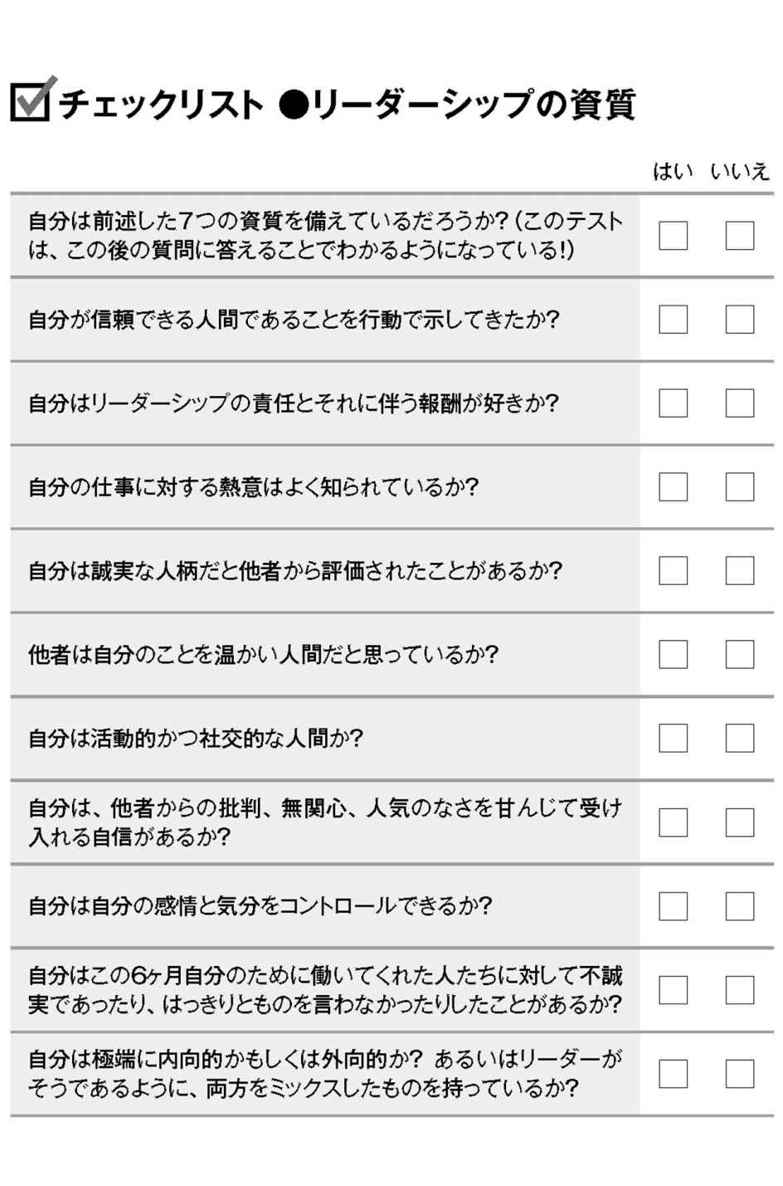 チェックリスト ●リーダーシップの資質
はい いいえ
自分は前述した7つの資質を備えているだろうか?（このテスト
は、この後の質問に答えることでわかるようになっている!）
自分が信頼できる人間であることを行動で示してきたか?
自分はリーダーシップの責任とそれに伴う報酬が好きか?
自分の仕事に対する熱意はよく知られているか?
自分は誠実な人柄だと他者から評価されたことがあるか?
他者は自分のことを温かい人間だと思っているか?
自分は活動的かつ社交的な人間か?
自分は、他者からの批判、無関心、人気のなさを甘んじて受け
入れる自信があるか?
自分は自分の感情と気分をコントロールできるか?
自分はこの6ヶ月自分のために働いてくれた人たちに対して不誠
実であったり、はっきりとものを言わなかったりしたことがあるか?
自分は極端に内向的かもしくは外向的か? あるいはリーダーが
そうであるように、両方をミックスしたものを持っているか?